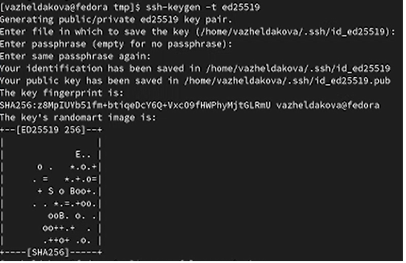 [vazheldakova@fedora tmp]$ ssh-keygen -t ed25519
Generating public/private ed25519 key pair.
Enter file in which to save the key (/home/vazheldakova/.ssh/id_ed25519):
Enter passphrase (empty for no passphrase):
Enter same passphrase again:
Your identification has been saved in /home/vazheldakova/.ssh/id_ed25519
Your public key has been saved in /home/vazheldakova/.ssh/id_ed25519.pub
The key fingerprint is:
SHA256:z8MpIUYb51fm+btiqeDcY6Q+VxcO9fHWPhyMjtGLRmU vazheldakova@fedora
The key's randomart image is:
+--[ED25519 256]--+
|                 |
|            E..  |
|     o .   *.o.+|
|    . =   *.+.o=|
|     + S o Boo+.|
|    . . *.=.+oo.|
|       ooB. o. .|
|      oo++.+  . |
|      .++o+ .o. |
+----[SHA256]-----+